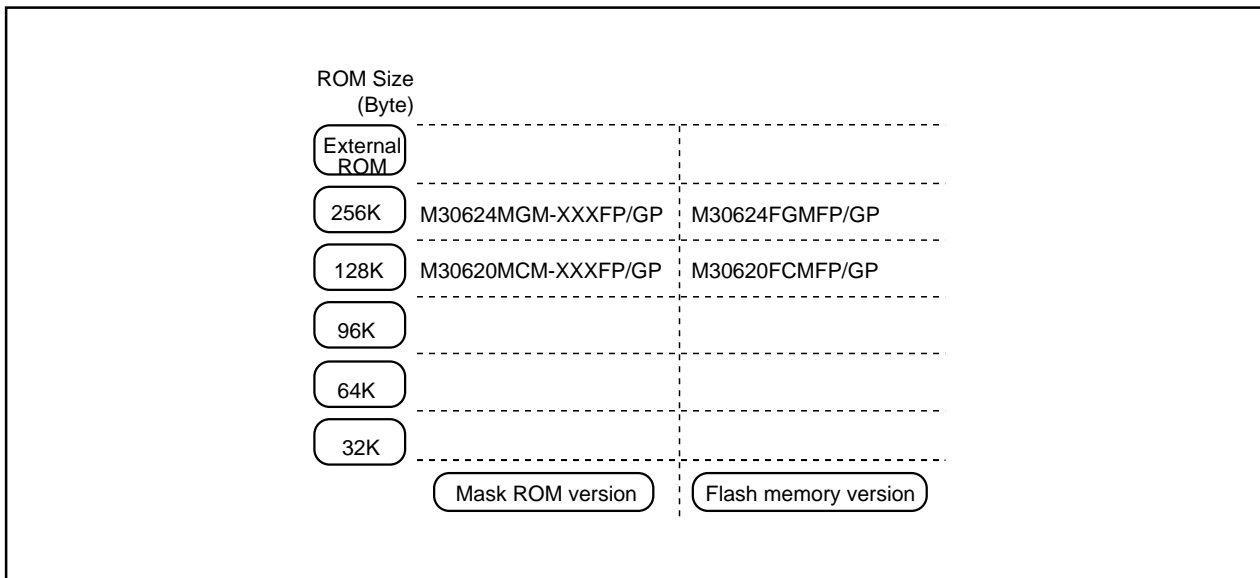 ROM Size
(Byte)
External
ROM
256K M30624MGM-XXXFP/GP M30624FGMFP/GP
128K M30620MCM-XXXFP/GP M30620FCMFP/GP
96K
64K
32K
Mask ROM version Flash memory version